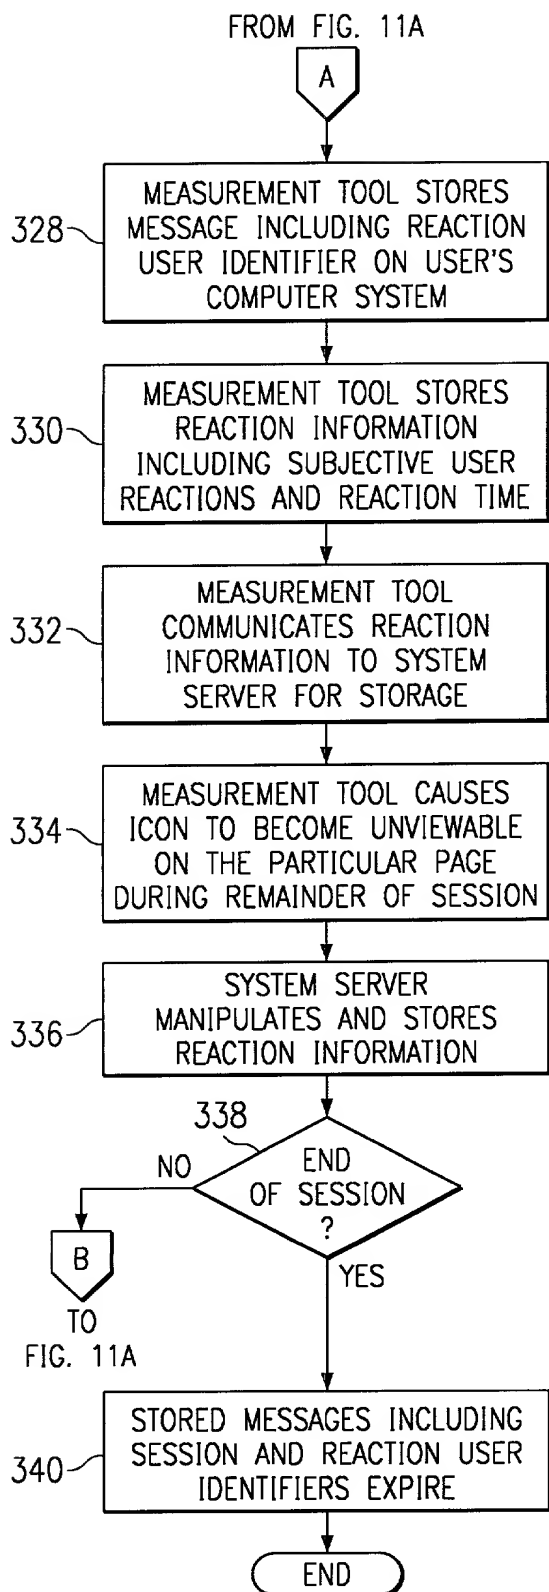 FROM FIG. 11A
A
328
MEASUREMENT TOOL STORES
MESSAGE INCLUDING REACTION
USER IDENTIFIER ON USER'S
COMPUTER SYSTEM
330
MEASUREMENT TOOL STORES
REACTION INFORMATION
INCLUDING SUBJECTIVE USER
REACTIONS AND REACTION TIME
332
MEASUREMENT TOOL
COMMUNICATES REACTION
INFORMATION TO SYSTEM
SERVER FOR STORAGE
334
MEASUREMENT TOOL CAUSES
ICON TO BECOME UNVIEWABLE
ON THE PARTICULAR PAGE
DURING REMAINDER OF SESSION
336
SYSTEM SERVER
MANIPULATES AND STORES
REACTION INFORMATION
338
END
OF SESSION
?
NO
B
TO
FIG. 11A
YES
340
STORED MESSAGES INCLUDING
SESSION AND REACTION USER
IDENTIFIERS EXPIRE
END